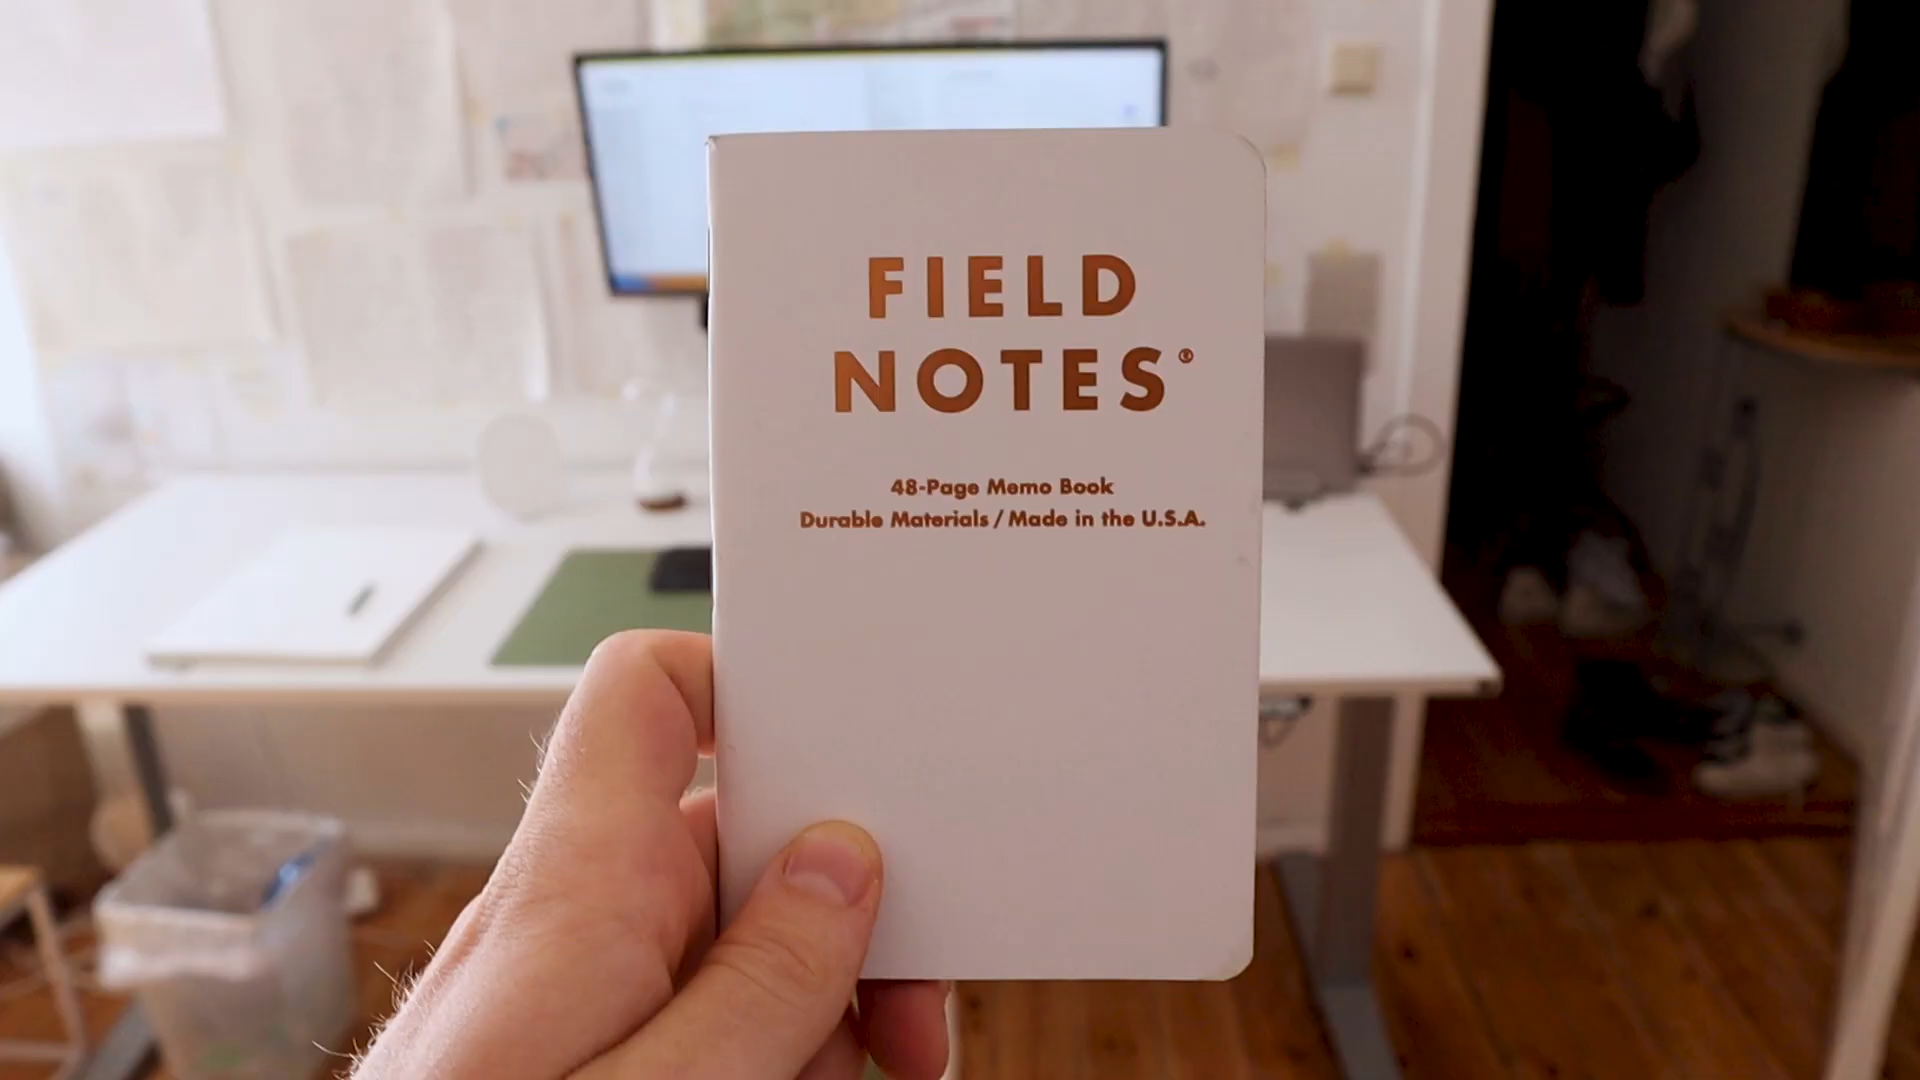 FIELD
NOTES®
48-Page Memo Book
Durable Materials / Made in the U.S.A.